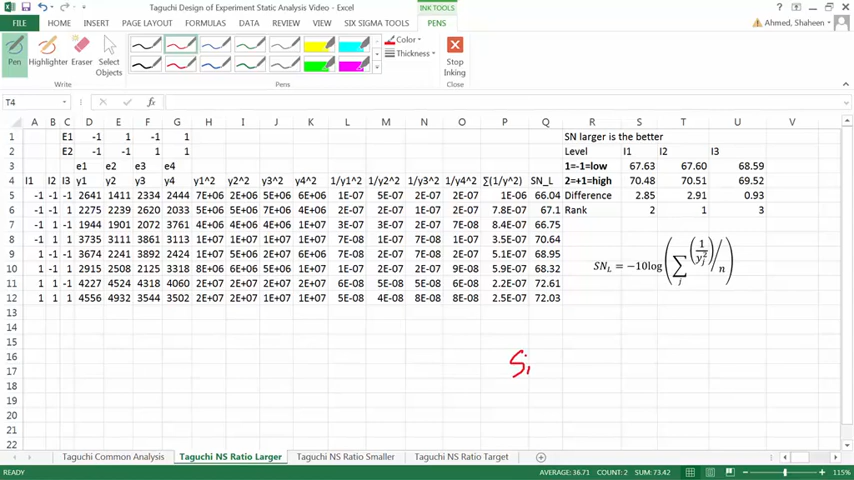 Taguchi Design of Experiment Static Analysis Video - Excel
INK TOOLS
FILE HOME INSERT PAGE LAYOUT FORMULAS DATA REVIEW VIEW SIX SIGMA TOOLS PENS
Ahmed, Shaheen
Pen Highlighter Eraser Select Objects
Color
Thickness
Stop Inking
Write Pens Close
T4 fx
A B C D E F G H I J K L M N O P Q R S T U V
1 E1 -1 1 -1 1 SN larger is the better
2 E2 -1 -1 1 1 Level I1 I2 I3
3 e1 e2 e3 e4 1=-1=low 67.63 67.60 68.59
4 I1 I2 I3 y1 y2 y3 y4 y1^2 y2^2 y3^2 y4^2 1/y1^2 1/y2^2 1/y3^2 1/y4^2 ∑(1/y^2) SN_L 2=+1=high 70.48 70.51 69.52
5 -1 -1 -1 2641 1411 2334 2444 7E+06 2E+06 5E+06 6E+06 1E-07 5E-07 2E-07 2E-07 1E-06 66.04 Difference 2.85 2.91 0.93
6 -1 -1 1 2275 2239 2620 2033 5E+06 5E+06 7E+06 4E+06 2E-07 2E-07 1E-07 2E-07 7.8E-07 67.1 Rank 2 1 3
7 -1 1 -1 1944 1901 2072 3761 4E+06 4E+06 4E+06 1E+07 3E-07 3E-07 2E-07 7E-08 8.4E-07 66.75
8 -1 1 1 3735 3111 3861 3113 1E+07 1E+07 1E+07 1E+07 7E-08 1E-07 7E-08 1E-07 3.5E-07 70.64
9 1 -1 -1 3674 2241 3892 2424 1E+07 5E+06 2E+07 6E+06 7E-08 2E-07 7E-08 2E-07 5.1E-07 68.95
10 1 -1 1 2915 2508 2125 3318 8E+06 6E+06 5E+06 1E+07 1E-07 2E-07 2E-07 9E-08 5.9E-07 68.32
11 1 1 -1 4227 4524 4318 4060 2E+07 2E+07 2E+07 2E+07 6E-08 5E-08 5E-08 6E-08 2.2E-07 72.61
12 1 1 1 4556 4932 3544 3502 2E+07 2E+07 1E+07 1E+07 5E-08 4E-08 8E-08 8E-08 2.5E-07 72.03
SN_L = −10log(∑_j (1/y_j^2)/n)
13
14
15
16
Si
17
18
19
20
21
22
Taguchi Common Analysis Taguchi NS Ratio Larger Taguchi NS Ratio Smaller Taguchi NS Ratio Target
READY AVERAGE: 36.71 COUNT: 2 SUM: 73.42 115%